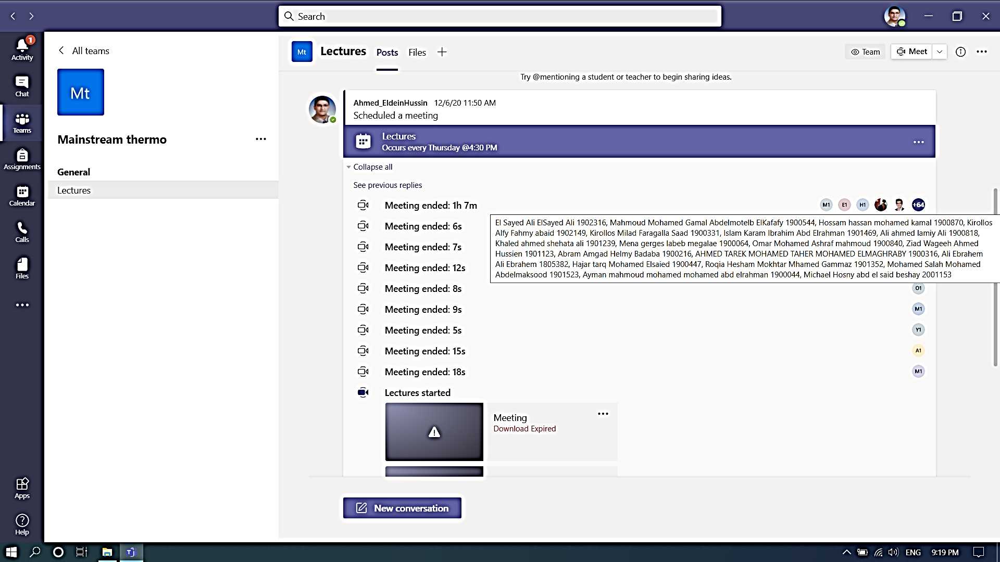 Search
1
Activity
Chat
Teams
Assignments
Calendar
Calls
Files
Apps
Help
All teams
Mt
Mainstream thermo
General
Lectures
Mt
Lectures
Posts
Files
Team
Meet
Try @mentioning a student or teacher to begin sharing ideas.
Ahmed_EldeinHussin 12/6/20 11:50 AM
Scheduled a meeting
Lectures
Occurs every Thursday @4:30 PM
Collapse all
See previous replies
Meeting ended: 1h 7m
M1 E1 H1 +64
El Sayed Ali ElSayed Ali 1902316, Mahmoud Mohamed Gamal Abdelmotelb ElKafafy 1900544, Hossam hassan mohamed kamal 1900870, Kirollos
Alfy Fahmy abaid 1902149, Kirollos Milad Faragalla Saad 1900331, Islam Karam Ibrahim Abd Elrahman 1901469, Ali ahmed lamiy Ali 1900818,
Khaled ahmed shehata ali 1901239, Mena gerges labeb megalae 1900064, Omar Mohamed Ashraf mahmoud 1900840, Ziad Wageeh Ahmed
Hussien 1901123, Abram Amgad Helmy Badaba 1900216, AHMED TAREK MOHAMED TAHER MOHAMED ELMAGHRABY 1900316, Ali Ebrahem
Ali Ebrahem 1805382, Hajar tarq Mohamed Elsaied 1900447, Roqia Hesham Mokhtar Mhamed Gammaz 1901352, Mohamed Salah Mohamed
Abdelmaksood 1901523, Ayman mahmoud mohamed mohamed abd elrahman 1900044, Michael Hosny abd el said beshay 2001153
Meeting ended: 6s
Meeting ended: 7s
Meeting ended: 12s
Meeting ended: 8s
O1
Meeting ended: 9s
M1
Meeting ended: 5s
Y1
Meeting ended: 15s
A1
Meeting ended: 18s
M1
Lectures started
Meeting
Download Expired
New conversation
ENG
9:19 PM